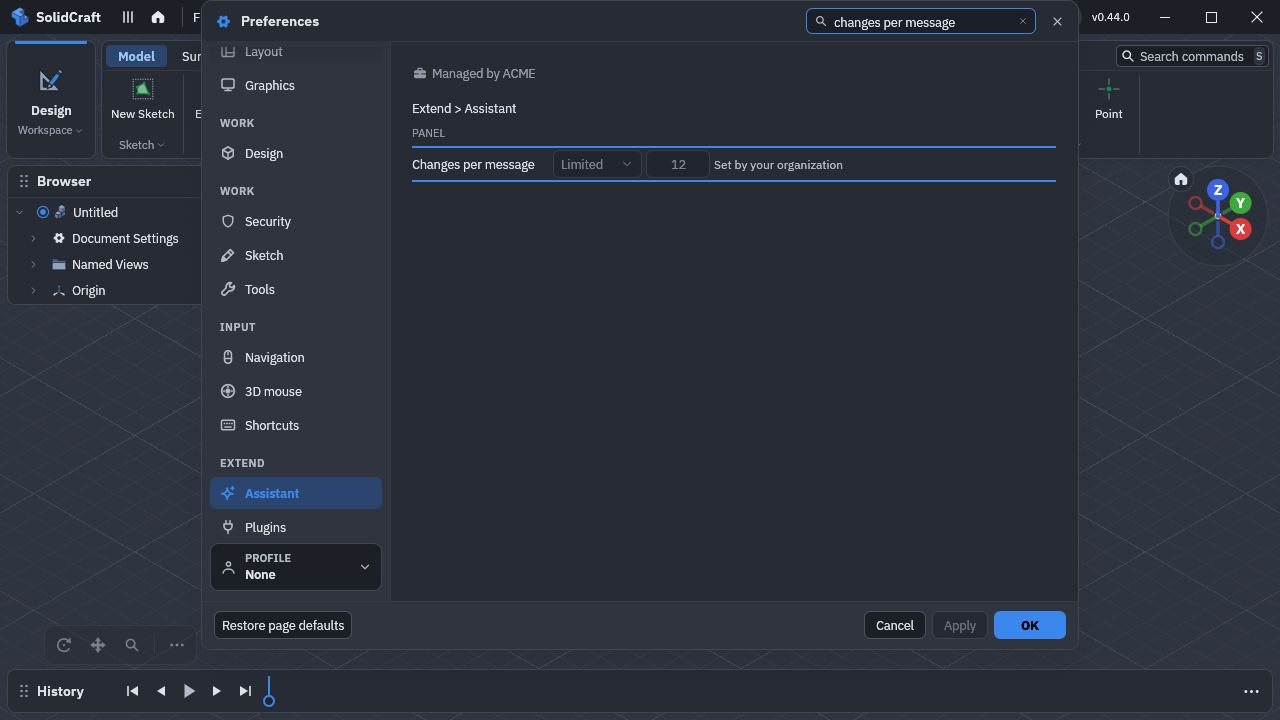 SolidCraft
Preferences
changes per message
v0.44.0
Layout
Graphics
WORK
Design
WORK
Security
Sketch
Tools
INPUT
Navigation
3D mouse
Shortcuts
EXTEND
Assistant
Plugins
PROFILE
None
Managed by ACME
Extend > Assistant
PANEL
Changes per message Limited 12 Set by your organization
Restore page defaults
Cancel Apply OK
Design
Workspace
Model
Sur
New Sketch
Sketch
Search commands S
Point
Browser
Untitled
Document Settings
Named Views
Origin
Z
Y
X
History